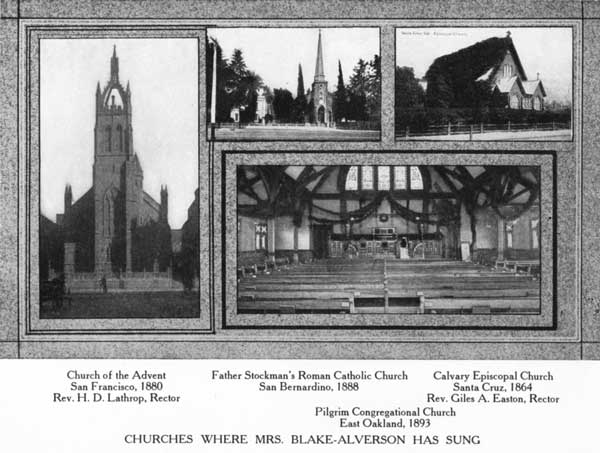 Santa Cruz, Cal. Episcopal Church
Church of the Advent
San Francisco, 1880
Rev. H. D. Lathrop, Rector
Father Stockman's Roman Catholic Church
San Bernardino, 1888
Calvary Episcopal Church
Santa Cruz, 1864
Rev. Giles A. Easton, Rector
Pilgrim Congregational Church
East Oakland, 1893
CHURCHES WHERE MRS. BLAKE-ALVERSON HAS SUNG